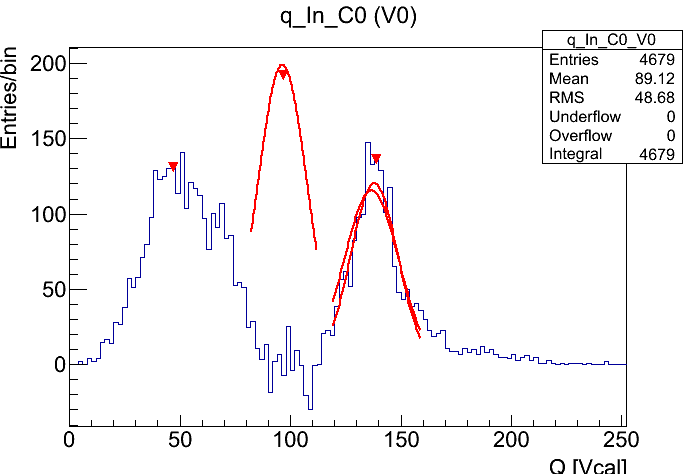 q_In_C0 (V0)
q_In_C0_V0
Entries 4679
Mean 89.12
RMS 48.68
Underflow 0
Overflow 0
Integral 4679
Entries/bin
200
150
100
50
0
0 50 100 150 200 250
Q [Vcal]